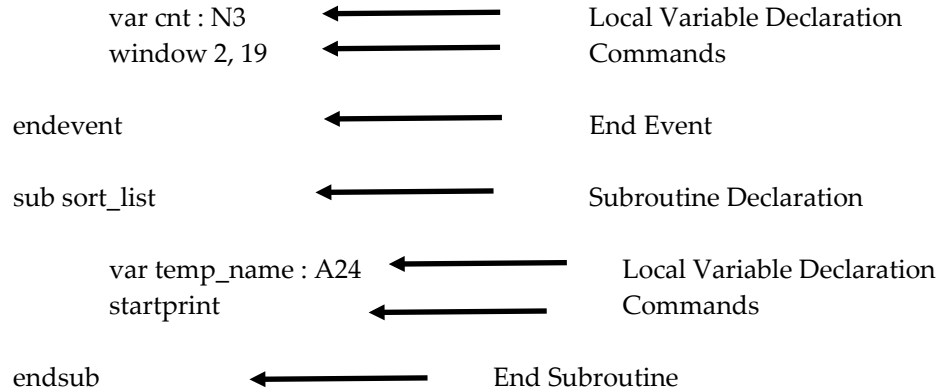 var cnt : N3 Local Variable Declaration
window 2, 19 Commands
endevent End Event
sub sort_list Subroutine Declaration
var temp_name : A24 Local Variable Declaration
startprint Commands
endsub End Subroutine